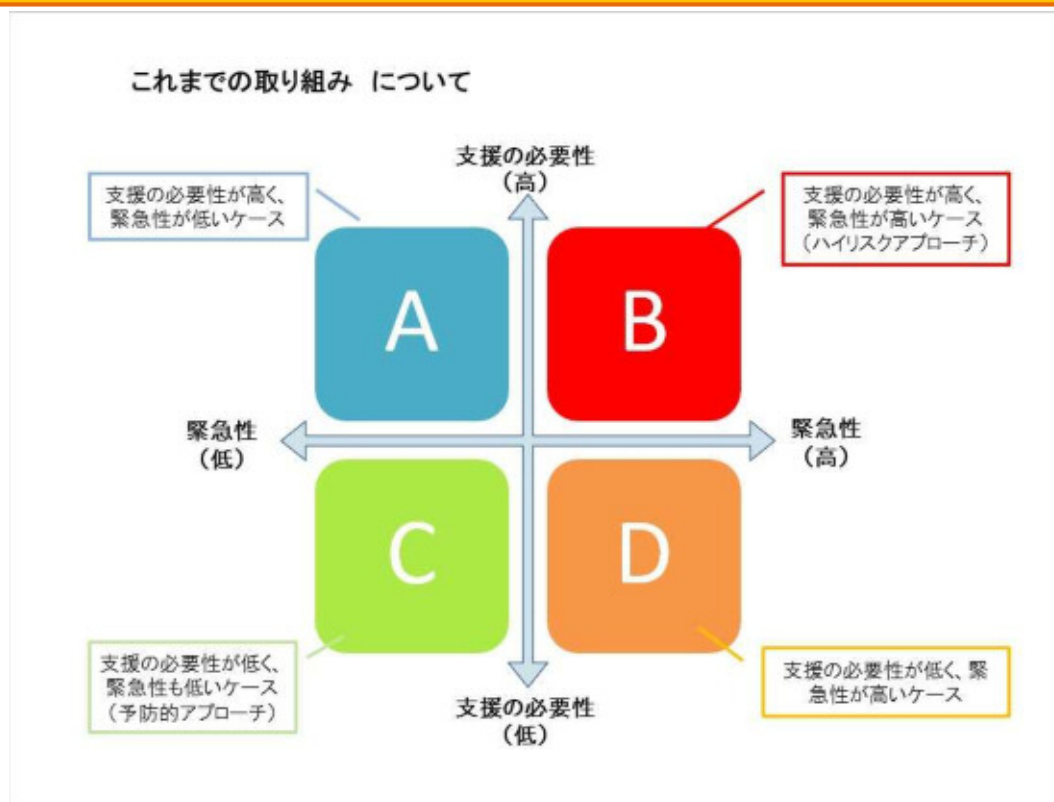 これまでの取り組み について
支援の必要性
（高）
支援の必要性が高く、
緊急性が低いケース
支援の必要性が高く、
緊急性が高いケース
（ハイリスクアプローチ）
A
B
緊急性
（低）
緊急性
（高）
C
D
支援の必要性が低く、
緊急性も低いケース
（予防的アプローチ）
支援の必要性が低く、緊
急性が高いケース
支援の必要性
（低）